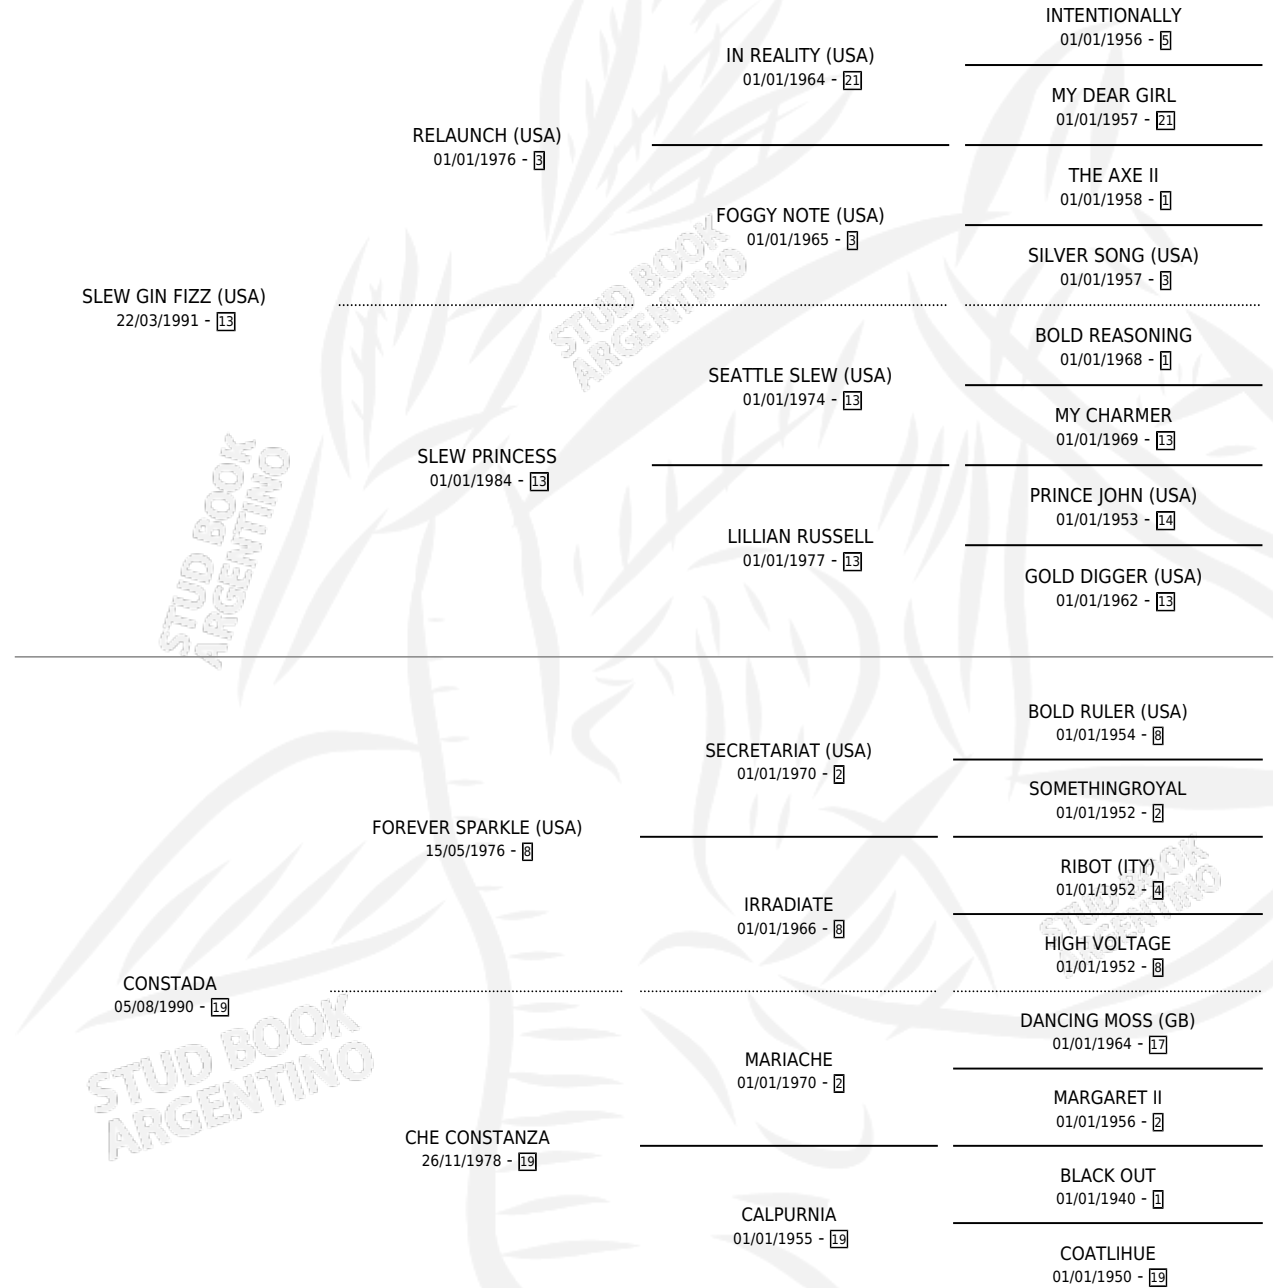 INTENTIONALLY
01/01/1956 - 5
IN REALITY (USA)
01/01/1964 - 21
MY DEAR GIRL
01/01/1957 - 21
RELAUNCH (USA)
01/01/1976 - 3
THE AXE II
01/01/1958 - 1
FOGGY NOTE (USA)
01/01/1965 - 3
SILVER SONG (USA)
01/01/1957 - 3
SLEW GIN FIZZ (USA)
22/03/1991 - 13
STUD BOOK
ARGENTINO
BOLD REASONING
01/01/1968 - 1
SEATTLE SLEW (USA)
01/01/1974 - 13
MY CHARMER
01/01/1969 - 13
SLEW PRINCESS
01/01/1984 - 13
PRINCE JOHN (USA)
01/01/1953 - 14
LILLIAN RUSSELL
01/01/1977 - 13
GOLD DIGGER (USA)
01/01/1962 - 13
STUD BOOK
ARGENTINO
BOLD RULER (USA)
01/01/1954 - 8
SECRETARIAT (USA)
01/01/1970 - 2
SOMETHINGROYAL
01/01/1952 - 2
FOREVER SPARKLE (USA)
15/05/1976 - 8
RIBOT (ITY)
01/01/1952 - 4
IRRADIATE
01/01/1966 - 8
HIGH VOLTAGE
01/01/1952 - 8
STUD BOOK
ARGENTINO
CONSTADA
05/08/1990 - 19
DANCING MOSS (GB)
01/01/1964 - 17
MARIACHE
01/01/1970 - 2
MARGARET II
01/01/1956 - 2
CHE CONSTANZA
26/11/1978 - 19
BLACK OUT
01/01/1940 - 1
CALPURNIA
01/01/1955 - 19
COATLIHUE
01/01/1950 - 19
STUD BOOK
ARGENTINO